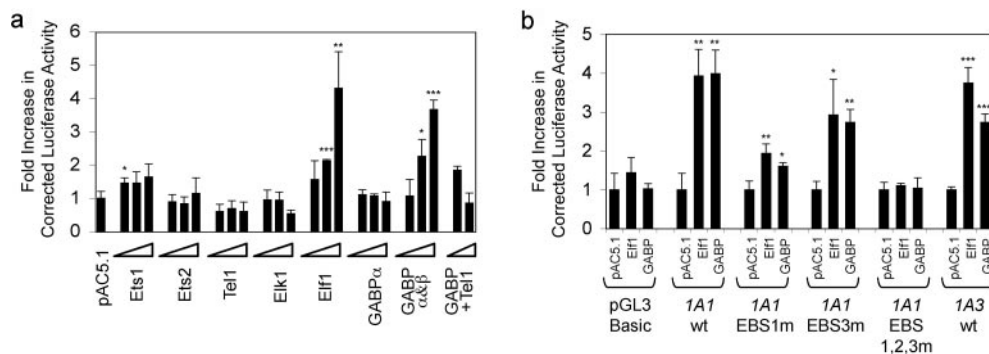 a
Fold Increase in
Corrected Luciferase Activity
6
5
4
3
2
1
0
*
***
**
*
***
pAC5.1
Ets1
Ets2
Tel1
Elk1
Elf1
GABPα
GABP
α&β
GABP
+Tel1
b
Fold Increase in
Corrected Luciferase Activity
5
4
3
2
1
0
** **
**
*
*
**
***
***
pAC5.1 Elf1 GABP
pAC5.1 Elf1 GABP
pAC5.1 Elf1 GABP
pAC5.1 Elf1 GABP
pAC5.1 Elf1 GABP
pAC5.1 Elf1 GABP
pGL3
Basic
1A1
wt
1A1
EBS1m
1A1
EBS3m
1A1
EBS
1,2,3m
1A3
wt